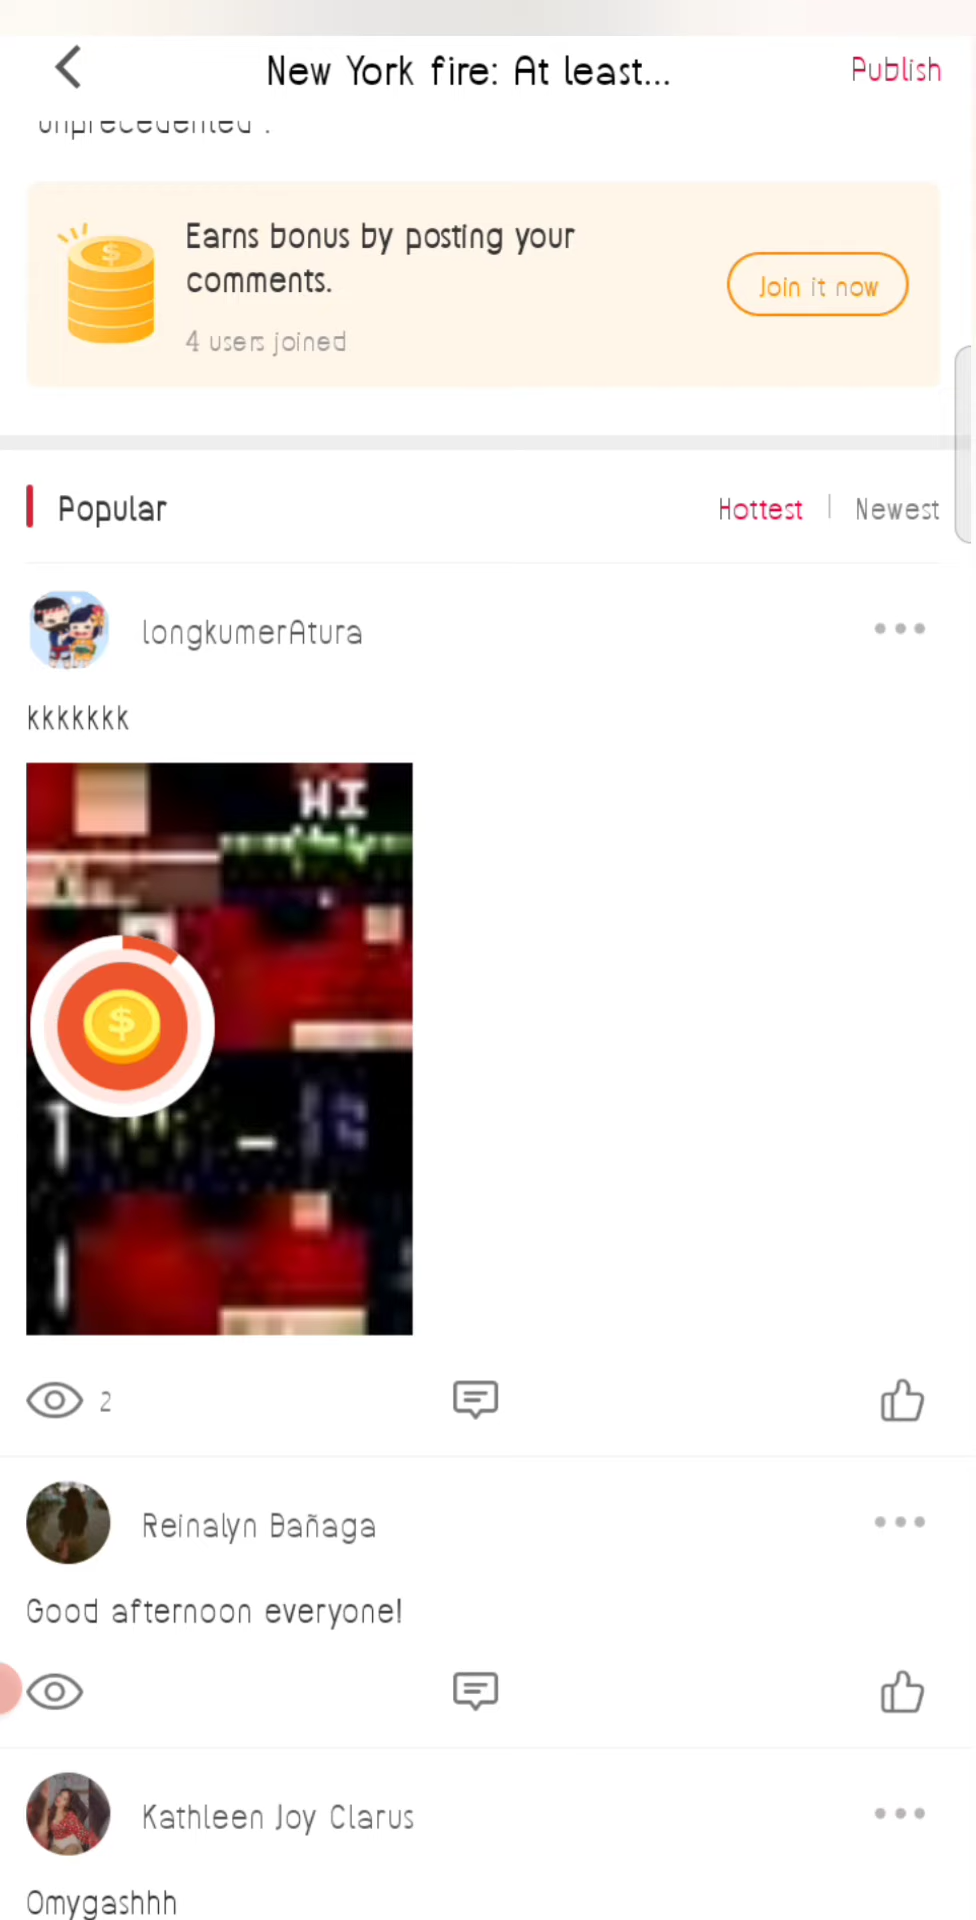 New York fire: At least...
Publish
unprecedented .
Earns bonus by posting your
comments.
4 users joined
Join it now
Popular
Hottest
Newest
longkumerAtura
kkkkkkk
HI
2
Reinalyn Bañaga
Good afternoon everyone!
Kathleen Joy Clarus
Omygashhh